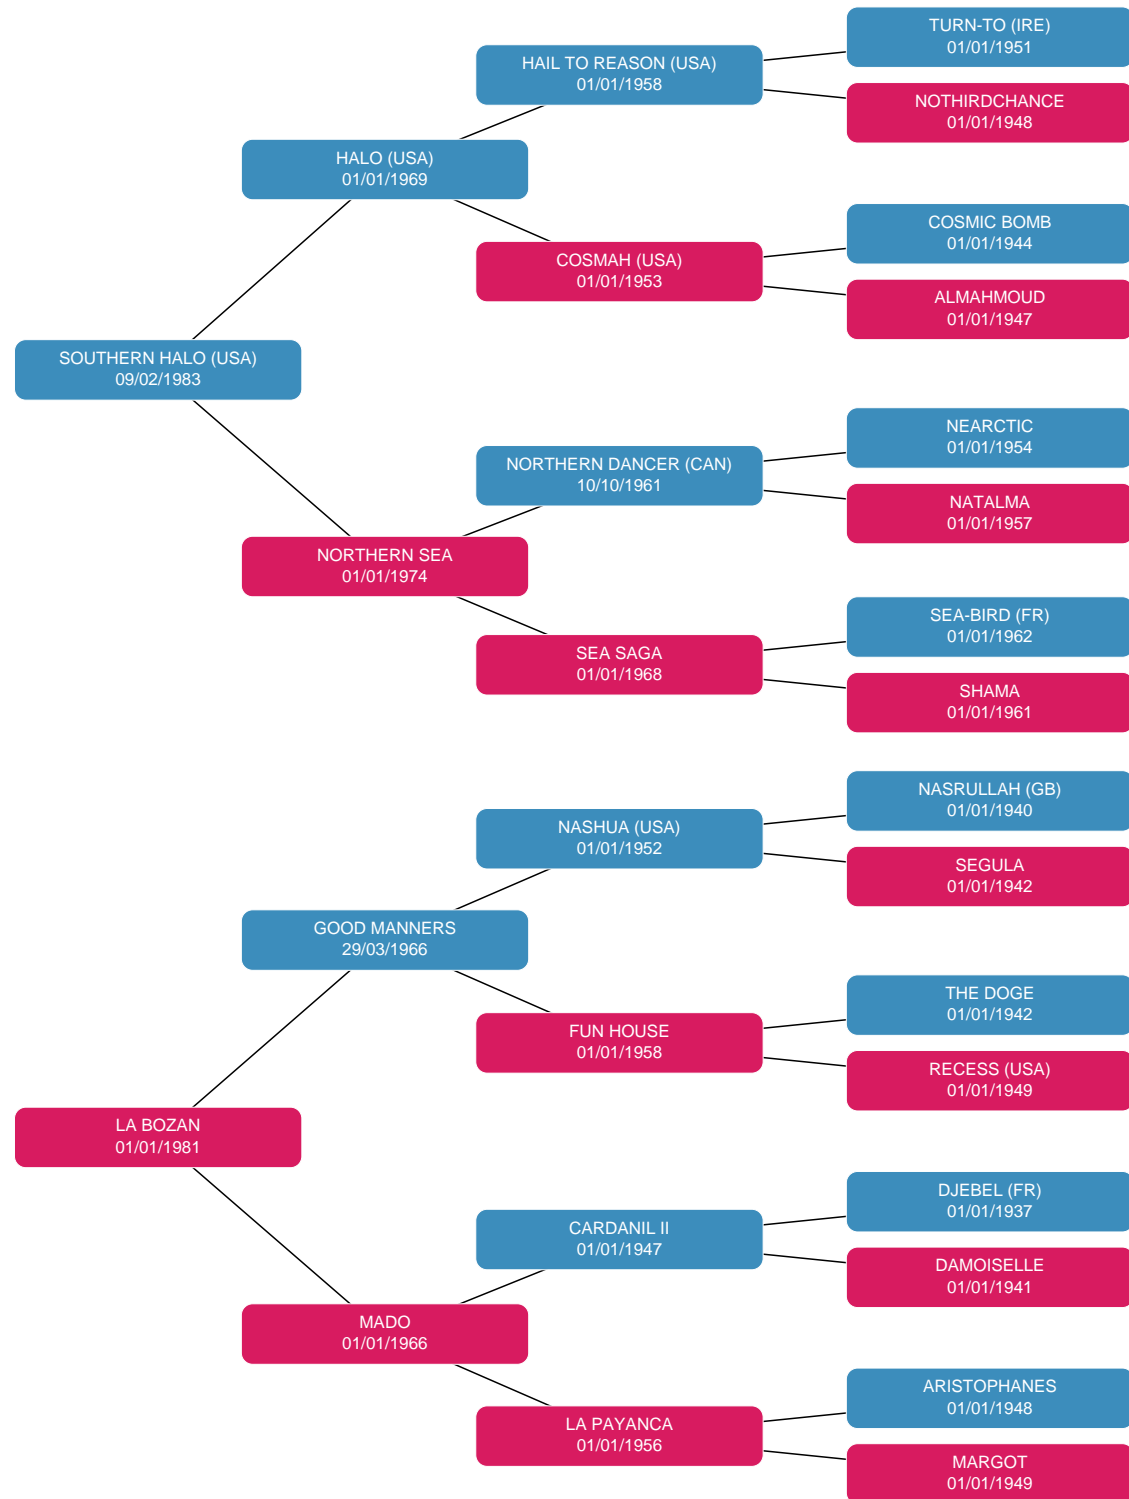 TURN-TO (IRE)
01/01/1951
HAIL TO REASON (USA)
01/01/1958
NOTHIRDCHANCE
01/01/1948
HALO (USA)
01/01/1969
COSMIC BOMB
01/01/1944
COSMAH (USA)
01/01/1953
ALMAHMOUD
01/01/1947
SOUTHERN HALO (USA)
09/02/1983
NEARCTIC
01/01/1954
NORTHERN DANCER (CAN)
10/10/1961
NATALMA
01/01/1957
NORTHERN SEA
01/01/1974
SEA-BIRD (FR)
01/01/1962
SEA SAGA
01/01/1968
SHAMA
01/01/1961
NASRULLAH (GB)
01/01/1940
NASHUA (USA)
01/01/1952
SEGULA
01/01/1942
GOOD MANNERS
29/03/1966
THE DOGE
01/01/1942
FUN HOUSE
01/01/1958
RECESS (USA)
01/01/1949
LA BOZAN
01/01/1981
DJEBEL (FR)
01/01/1937
CARDANIL II
01/01/1947
DAMOISELLE
01/01/1941
MADO
01/01/1966
ARISTOPHANES
01/01/1948
LA PAYANCA
01/01/1956
MARGOT
01/01/1949